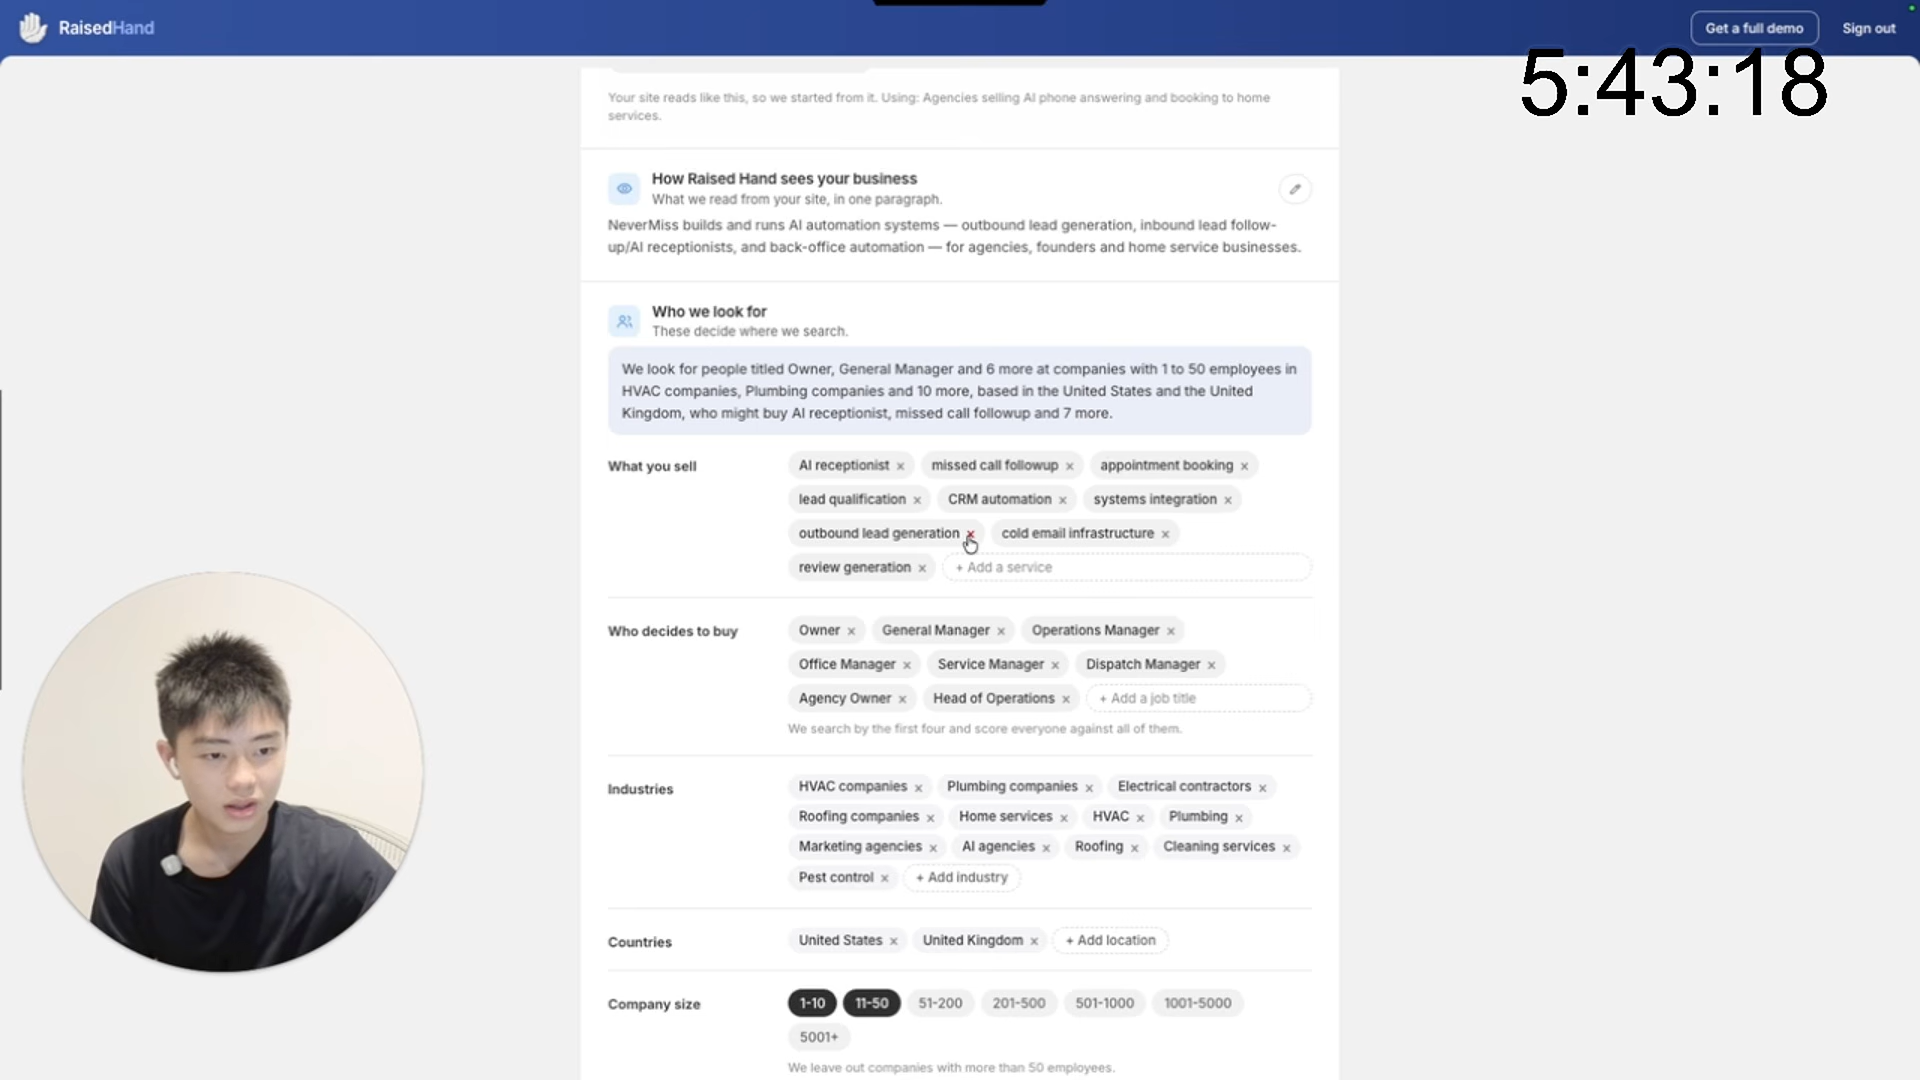 RaisedHand
Get a full demo
Sign out
5:43:18
Your site reads like this, so we started from it. Using: Agencies selling AI phone answering and booking to home
services.
How Raised Hand sees your business
What we read from your site, in one paragraph.
NeverMiss builds and runs AI automation systems — outbound lead generation, inbound lead follow-
up/AI receptionists, and back-office automation — for agencies, founders and home service businesses.
Who we look for
These decide where we search.
We look for people titled Owner, General Manager and 6 more at companies with 1 to 50 employees in
HVAC companies, Plumbing companies and 10 more, based in the United States and the United
Kingdom, who might buy AI receptionist, missed call followup and 7 more.
What you sell
AI receptionist × missed call followup × appointment booking ×
lead qualification × CRM automation × systems integration ×
outbound lead generation × cold email infrastructure ×
review generation × + Add a service
Who decides to buy
Owner × General Manager × Operations Manager ×
Office Manager × Service Manager × Dispatch Manager ×
Agency Owner × Head of Operations × + Add a job title
We search by the first four and score everyone against all of them.
Industries
HVAC companies × Plumbing companies × Electrical contractors ×
Roofing companies × Home services × HVAC × Plumbing ×
Marketing agencies × AI agencies × Roofing × Cleaning services ×
Pest control × + Add industry
Countries
United States × United Kingdom × + Add location
Company size
1-10 11-50 51-200 201-500 501-1000 1001-5000
5001+
We leave out companies with more than 50 employees.